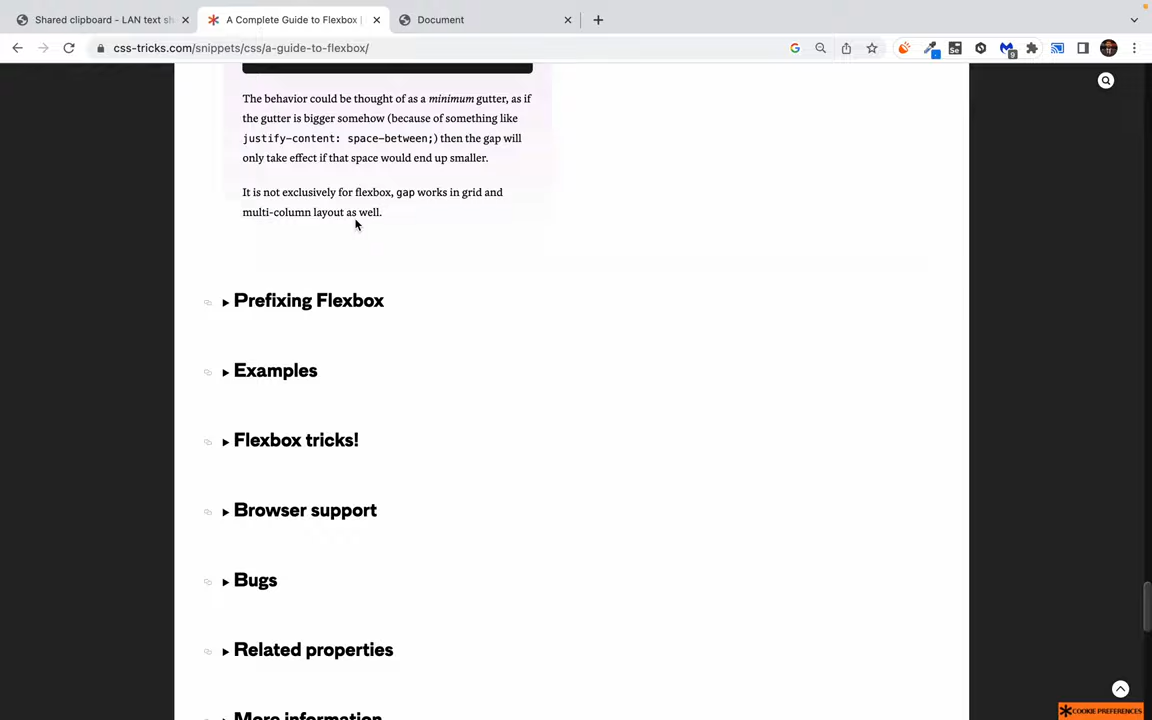 Shared clipboard – LAN text sh
A Complete Guide to Flexbox |
Document
css-tricks.com/snippets/css/a-guide-to-flexbox/
9
The behavior could be thought of as a minimum gutter, as if
the gutter is bigger somehow (because of something like
justify-content: space-between;) then the gap will
only take effect if that space would end up smaller.
It is not exclusively for flexbox, gap works in grid and
multi-column layout as well.
Prefixing Flexbox
Examples
Flexbox tricks!
Browser support
Bugs
Related properties
More information
COOKIE PREFERENCES